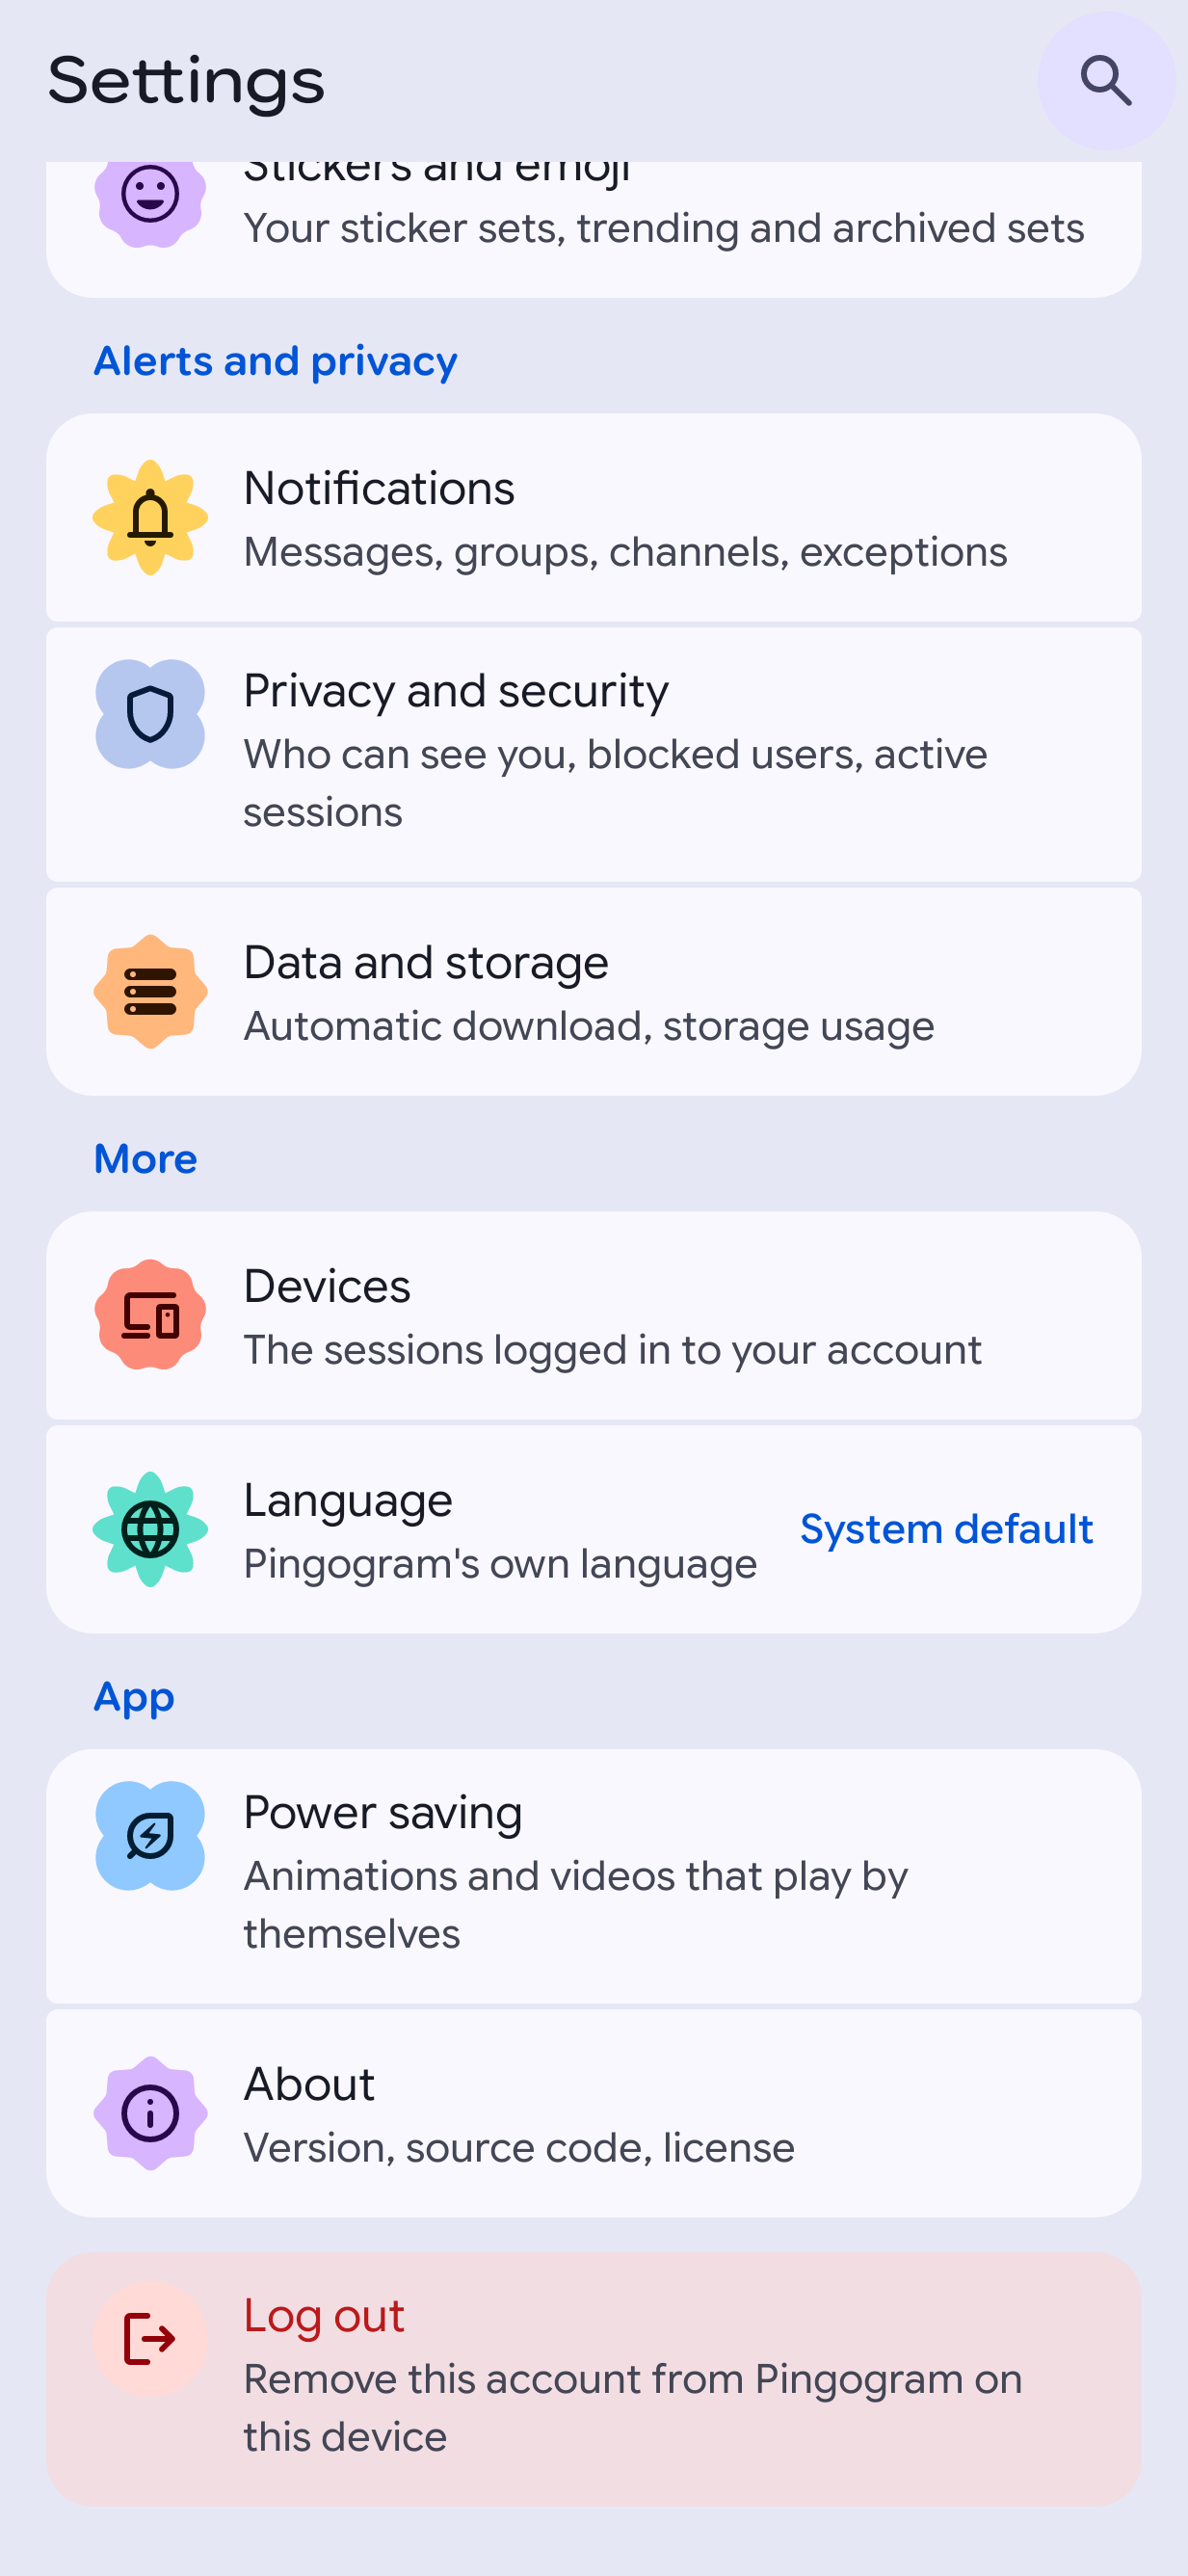 Settings
Stickers and emoji
Your sticker sets, trending and archived sets
Alerts and privacy
Notifications
Messages, groups, channels, exceptions
Privacy and security
Who can see you, blocked users, active
sessions
Data and storage
Automatic download, storage usage
More
Devices
The sessions logged in to your account
Language
Pingogram's own language
System default
App
Power saving
Animations and videos that play by
themselves
About
Version, source code, license
Log out
Remove this account from Pingogram on
this device